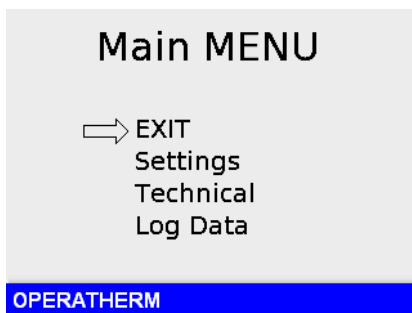 Main MENU
EXIT
Settings
Technical
Log Data
OPERATHERM